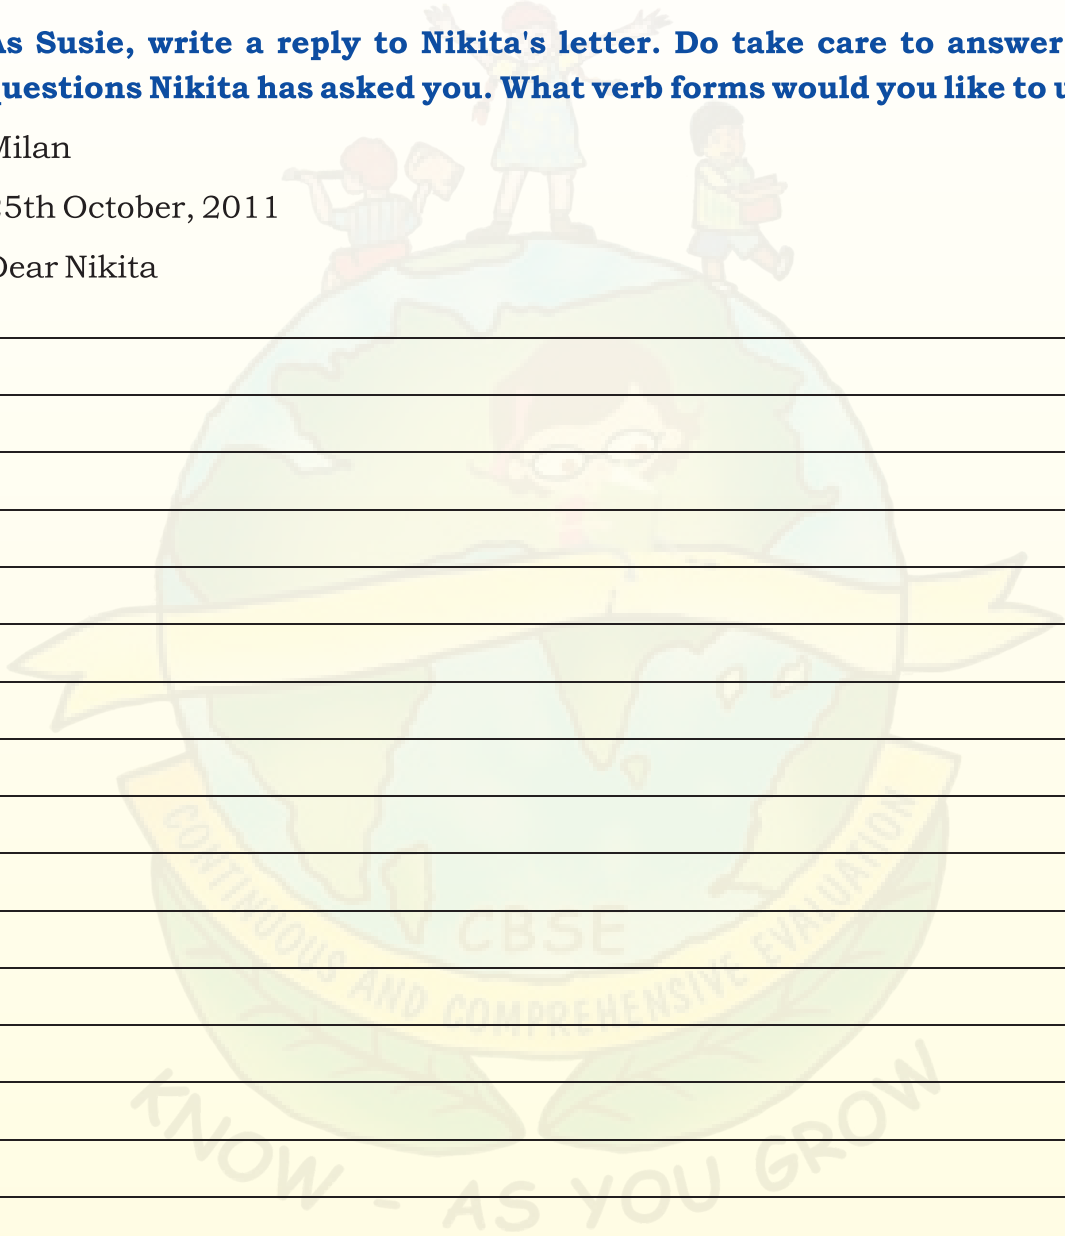 As Susie, write a reply to Nikita's letter. Do take care to answer
questions Nikita has asked you. What verb forms would you like to
Milan
5th October, 2011
Dear Nikita
CBSE
CONTINUOUS AND COMPREHENSIVE EVALUATION
KNOW - AS YOU GROW